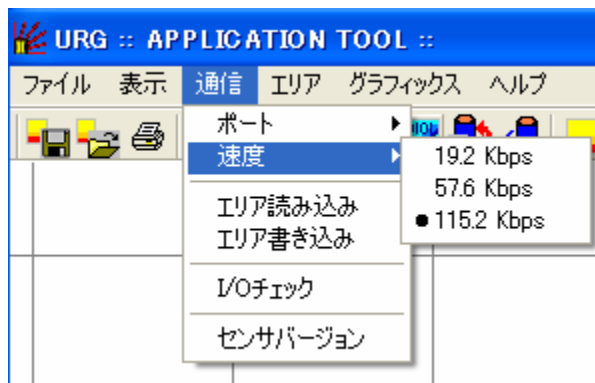 URG :: APPLICATION TOOL ::
ファイル 表示 通信 エリア グラフィックス ヘルプ
ポート
速度
19.2 Kbps
57.6 Kbps
115.2 Kbps
エリア読み込み
エリア書き込み
I/Oチェック
センサバージョン